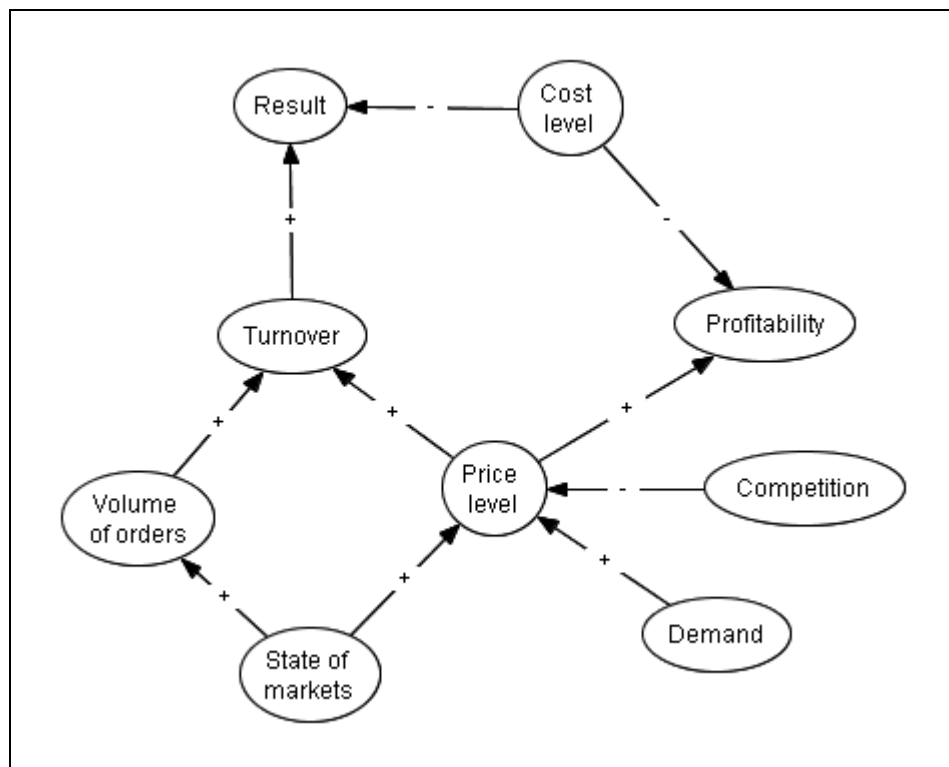 Result
-
Cost
level
+
-
Turnover
Profitability
+
+
+
Volume
of orders
Price
level
-
Competition
+
+
+
State of
markets
Demand